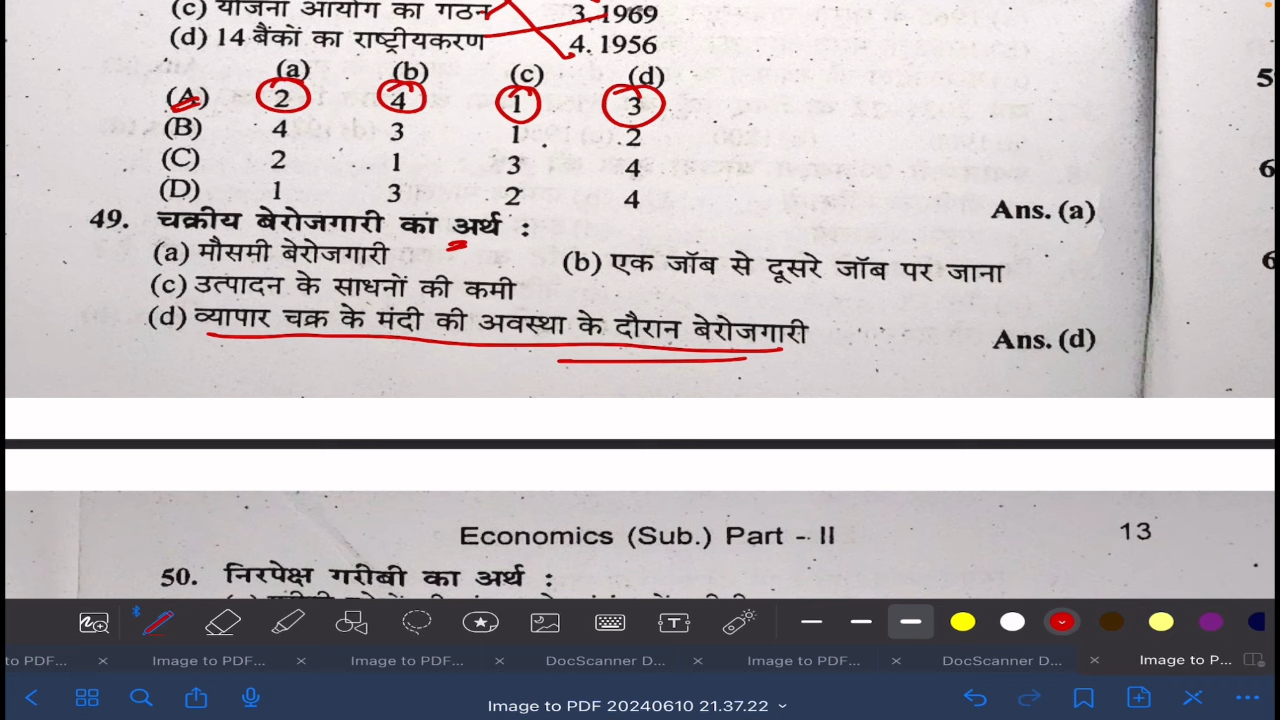 (c) योजना आयोग का गठन 3. 1969
(d) 14 बैंकों का राष्ट्रीयकरण 4. 1956
(a) (b) (c) (d)
(A) 2 4 1 3
(B) 4 3 1 2
(C) 2 1 3 4
(D) 1 3 2 4
Ans. (a)
49. चक्रीय बेरोजगारी का अर्थ :
(a) मौसमी बेरोजगारी (b) एक जॉब से दूसरे जॉब पर जाना
(c) उत्पादन के साधनों की कमी
(d) व्यापार चक्र के मंदी की अवस्था के दौरान बेरोजगारी Ans. (d)
5
6
6
Economics (Sub.) Part - II 13
50. निरपेक्ष गरीबी का अर्थ :
T
to PDF... × Image to PDF... × Image to PDF... × DocScanner D... × Image to PDF... × DocScanner D... × Image to P...
Image to PDF 20240610 21.37.22